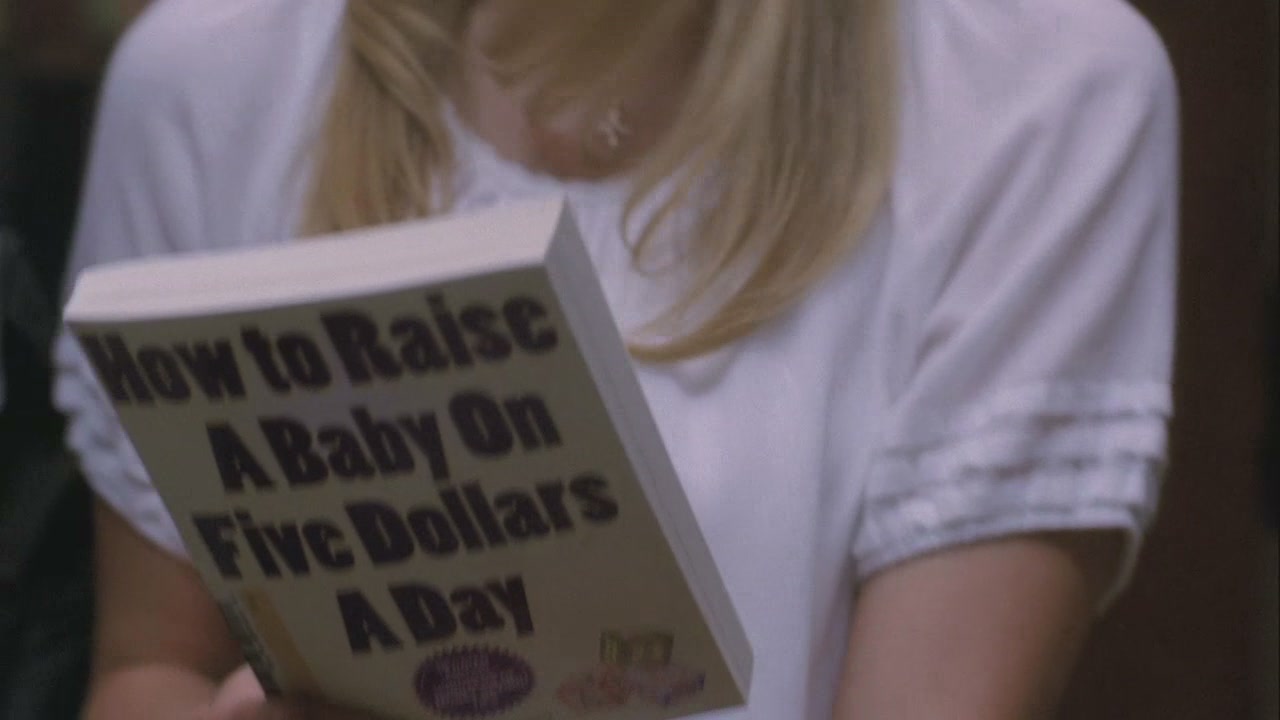 How to Raise
A Baby On
Five Dollars
A Day